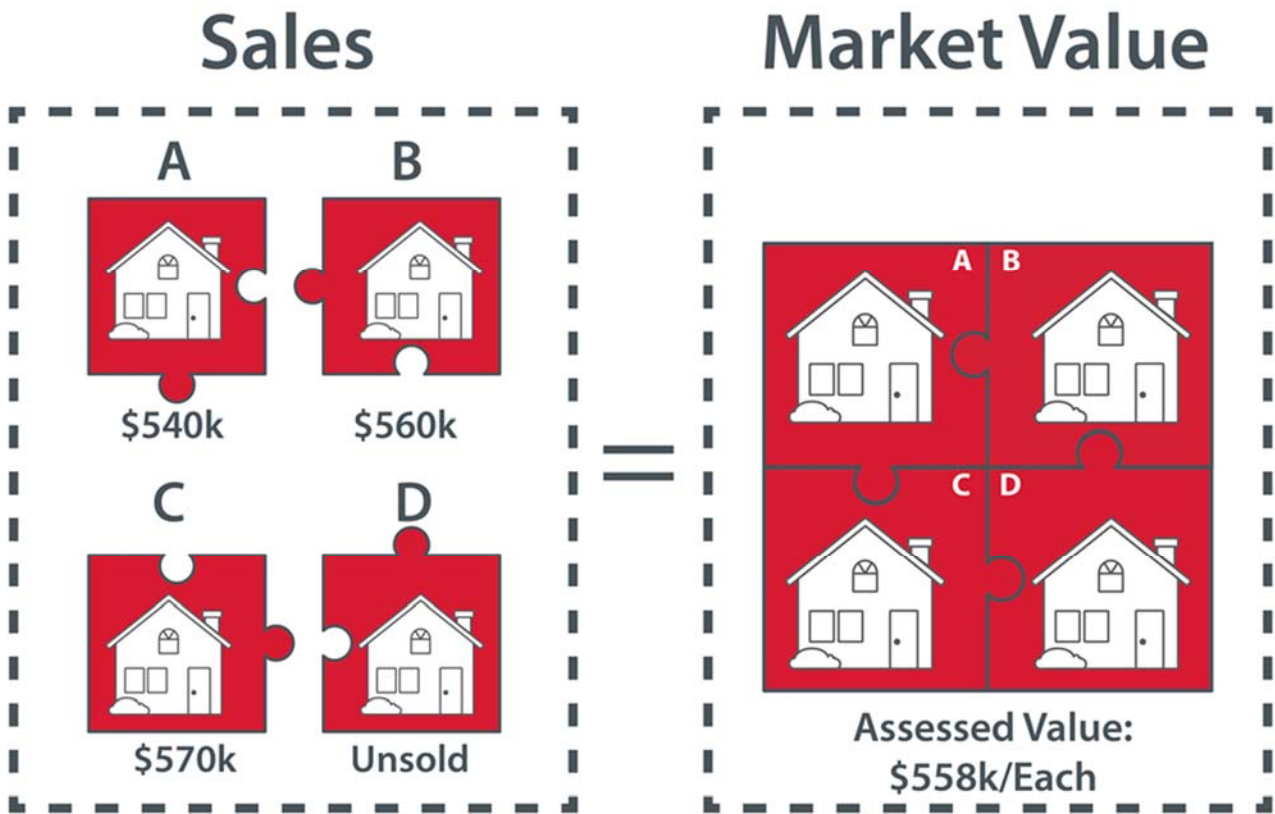 Sales
A
B
$540k
$560k
C
D
$570k
Unsold
=
Market Value
A B
C D
Assessed Value:
$558k/Each